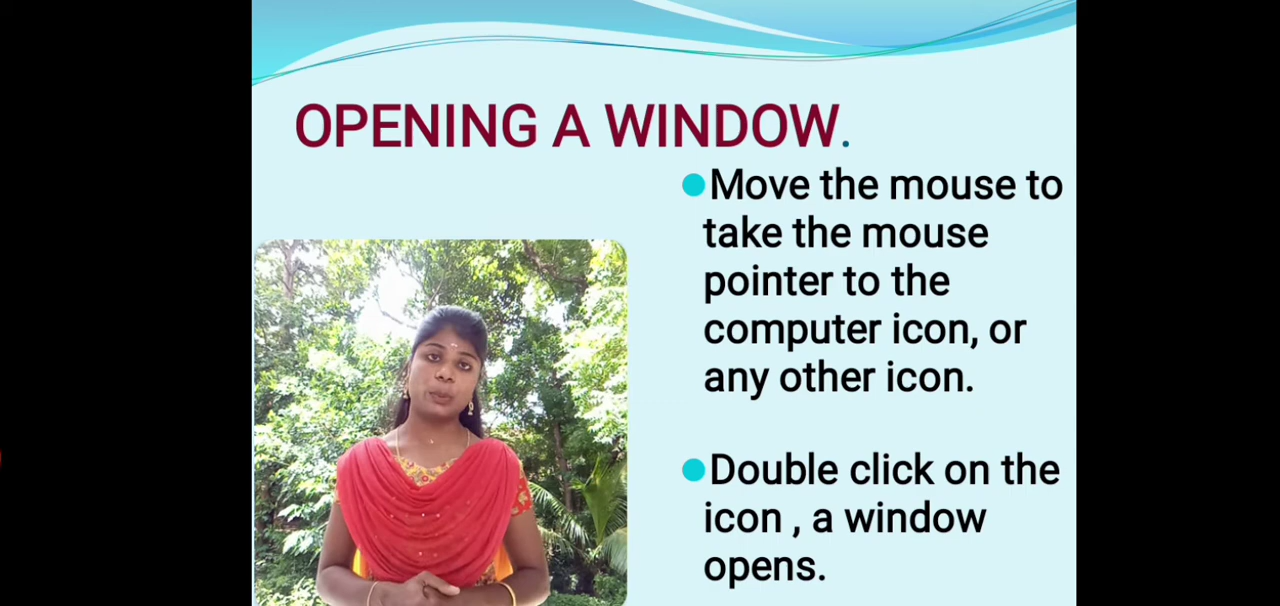 OPENING A WINDOW.
Move the mouse to
take the mouse
pointer to the
computer icon, or
any other icon.
Double click on the
icon , a window
opens.